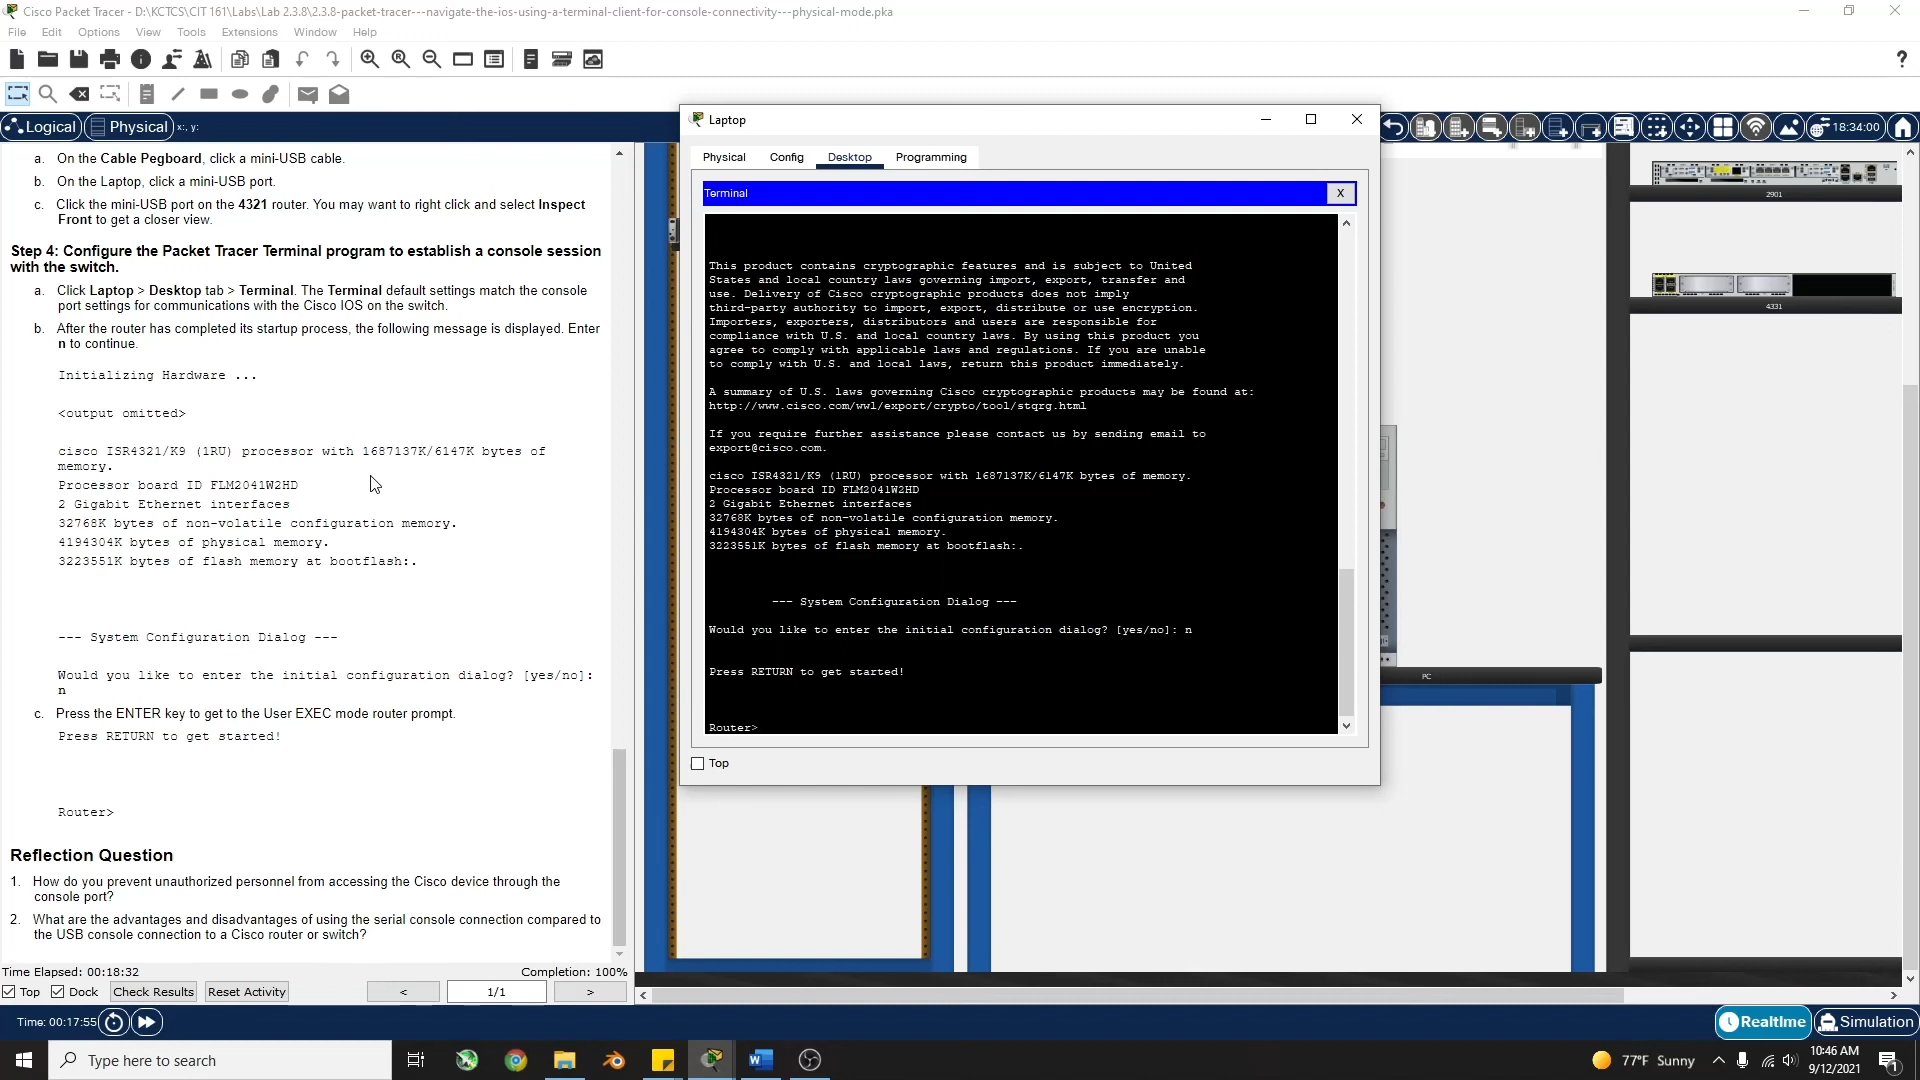 Cisco Packet Tracer - D:\KCTCS\CIT 161\Labs\Lab 2.3.8\2.3.8-packet-tracer---navigate-the-ios-using-a-terminal-client-for-console-connectivity---physical-mode.pka
File Edit Options View Tools Extensions Window Help
Logical Physical x:, y:
18:34:00
a. On the Cable Pegboard, click a mini-USB cable.
b. On the Laptop, click a mini-USB port.
c. Click the mini-USB port on the 4321 router. You may want to right click and select Inspect
Front to get a closer view.
Step 4: Configure the Packet Tracer Terminal program to establish a console session
with the switch.
a. Click Laptop > Desktop tab > Terminal. The Terminal default settings match the console
port settings for communications with the Cisco IOS on the switch.
b. After the router has completed its startup process, the following message is displayed. Enter
n to continue.
Initializing Hardware ...
<output omitted>
cisco ISR4321/K9 (1RU) processor with 1687137K/6147K bytes of
memory.
Processor board ID FLM2041W2HD
2 Gigabit Ethernet interfaces
32768K bytes of non-volatile configuration memory.
4194304K bytes of physical memory.
3223551K bytes of flash memory at bootflash:.
--- System Configuration Dialog ---
Would you like to enter the initial configuration dialog? [yes/no]:
n
c. Press the ENTER key to get to the User EXEC mode router prompt.
Press RETURN to get started!
Router>
Reflection Question
1. How do you prevent unauthorized personnel from accessing the Cisco device through the
console port?
2. What are the advantages and disadvantages of using the serial console connection compared to
the USB console connection to a Cisco router or switch?
Time Elapsed: 00:18:32 Completion: 100%
Top Dock Check Results Reset Activity < 1/1 >
Laptop
Physical Config Desktop Programming
Terminal X
This product contains cryptographic features and is subject to United
States and local country laws governing import, export, transfer and
use. Delivery of Cisco cryptographic products does not imply
third-party authority to import, export, distribute or use encryption.
Importers, exporters, distributors and users are responsible for
compliance with U.S. and local country laws. By using this product you
agree to comply with applicable laws and regulations. If you are unable
to comply with U.S. and local laws, return this product immediately.
A summary of U.S. laws governing Cisco cryptographic products may be found at:
http://www.cisco.com/wwl/export/crypto/tool/stqrg.html
If you require further assistance please contact us by sending email to
export@cisco.com.
cisco ISR4321/K9 (1RU) processor with 1687137K/6147K bytes of memory.
Processor board ID FLM2041W2HD
2 Gigabit Ethernet interfaces
32768K bytes of non-volatile configuration memory.
4194304K bytes of physical memory.
3223551K bytes of flash memory at bootflash:.
--- System Configuration Dialog ---
Would you like to enter the initial configuration dialog? [yes/no]: n
Press RETURN to get started!
Router>
Top
2901
4331
PC
Time: 00:17:55
Realtime Simulation
Type here to search
77°F Sunny
10:46 AM
9/12/2021
1